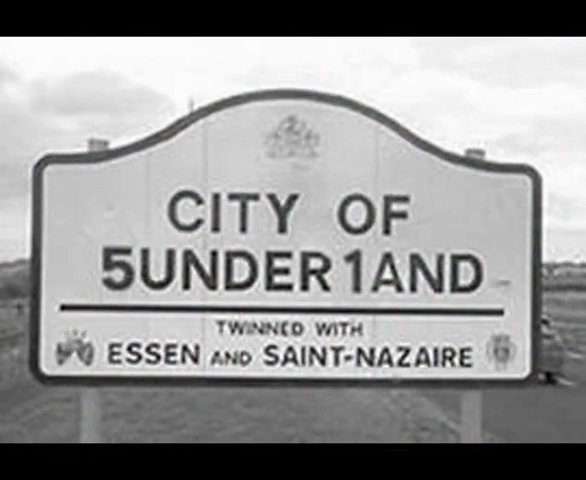 CITY OF
5UNDER1AND
TWINNED WITH
ESSEN AND SAINT-NAZAIRE